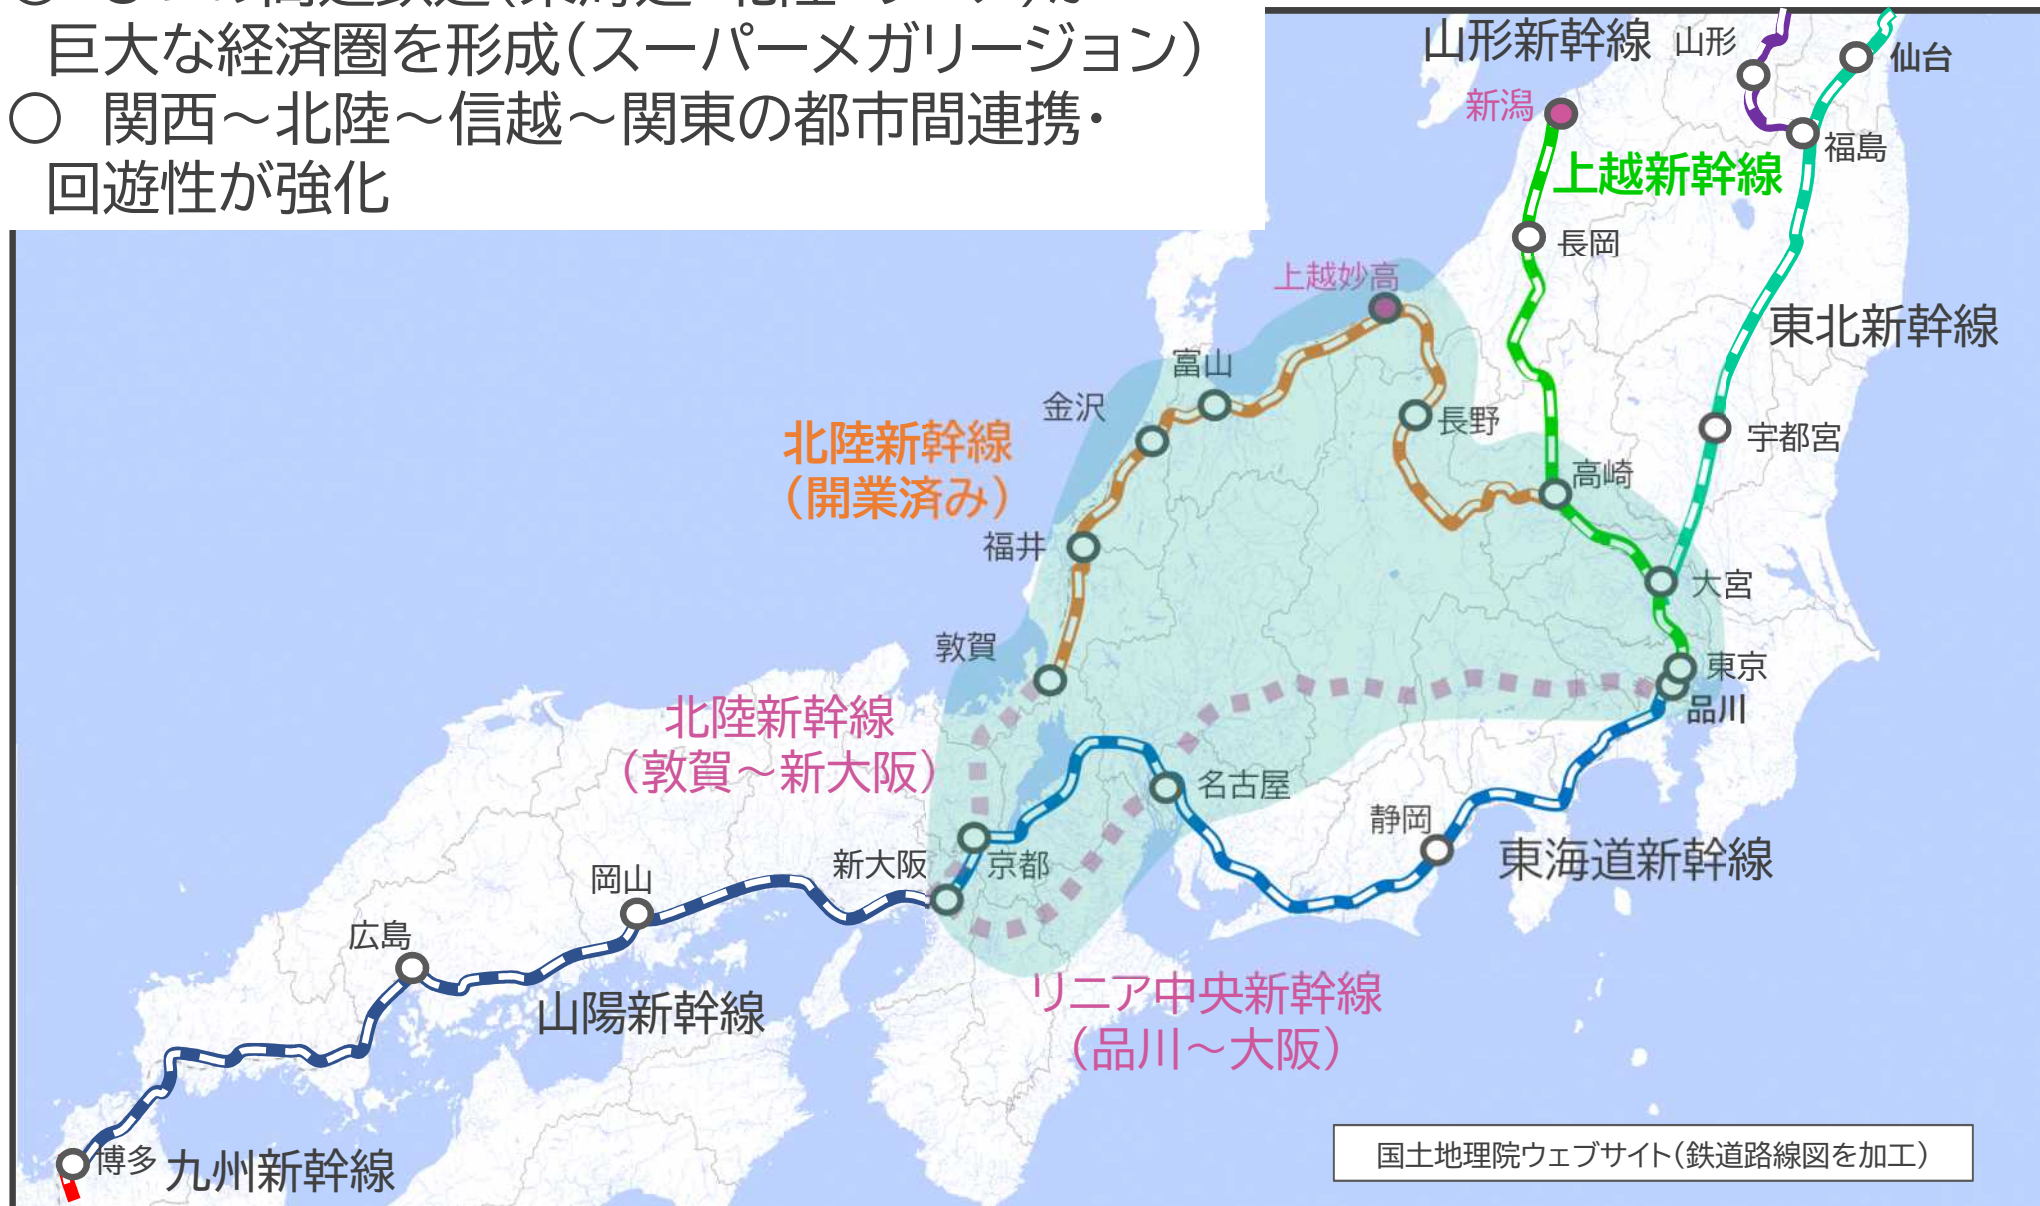 巨大な経済圏を形成(スーパーメガリージョン)
○ 関西～北陸～信越～関東の都市間連携・
回遊性が強化
山形新幹線
山形
仙台
新潟
福島
上越新幹線
長岡
上越妙高
東北新幹線
富山
金沢
長野
宇都宮
北陸新幹線
(開業済み)
高崎
福井
大宮
敦賀
東京
品川
北陸新幹線
(敦賀～新大阪)
名古屋
静岡
東海道新幹線
新大阪
京都
岡山
広島
山陽新幹線
リニア中央新幹線
(品川～大阪)
博多
九州新幹線
国土地理院ウェブサイト(鉄道路線図を加工)